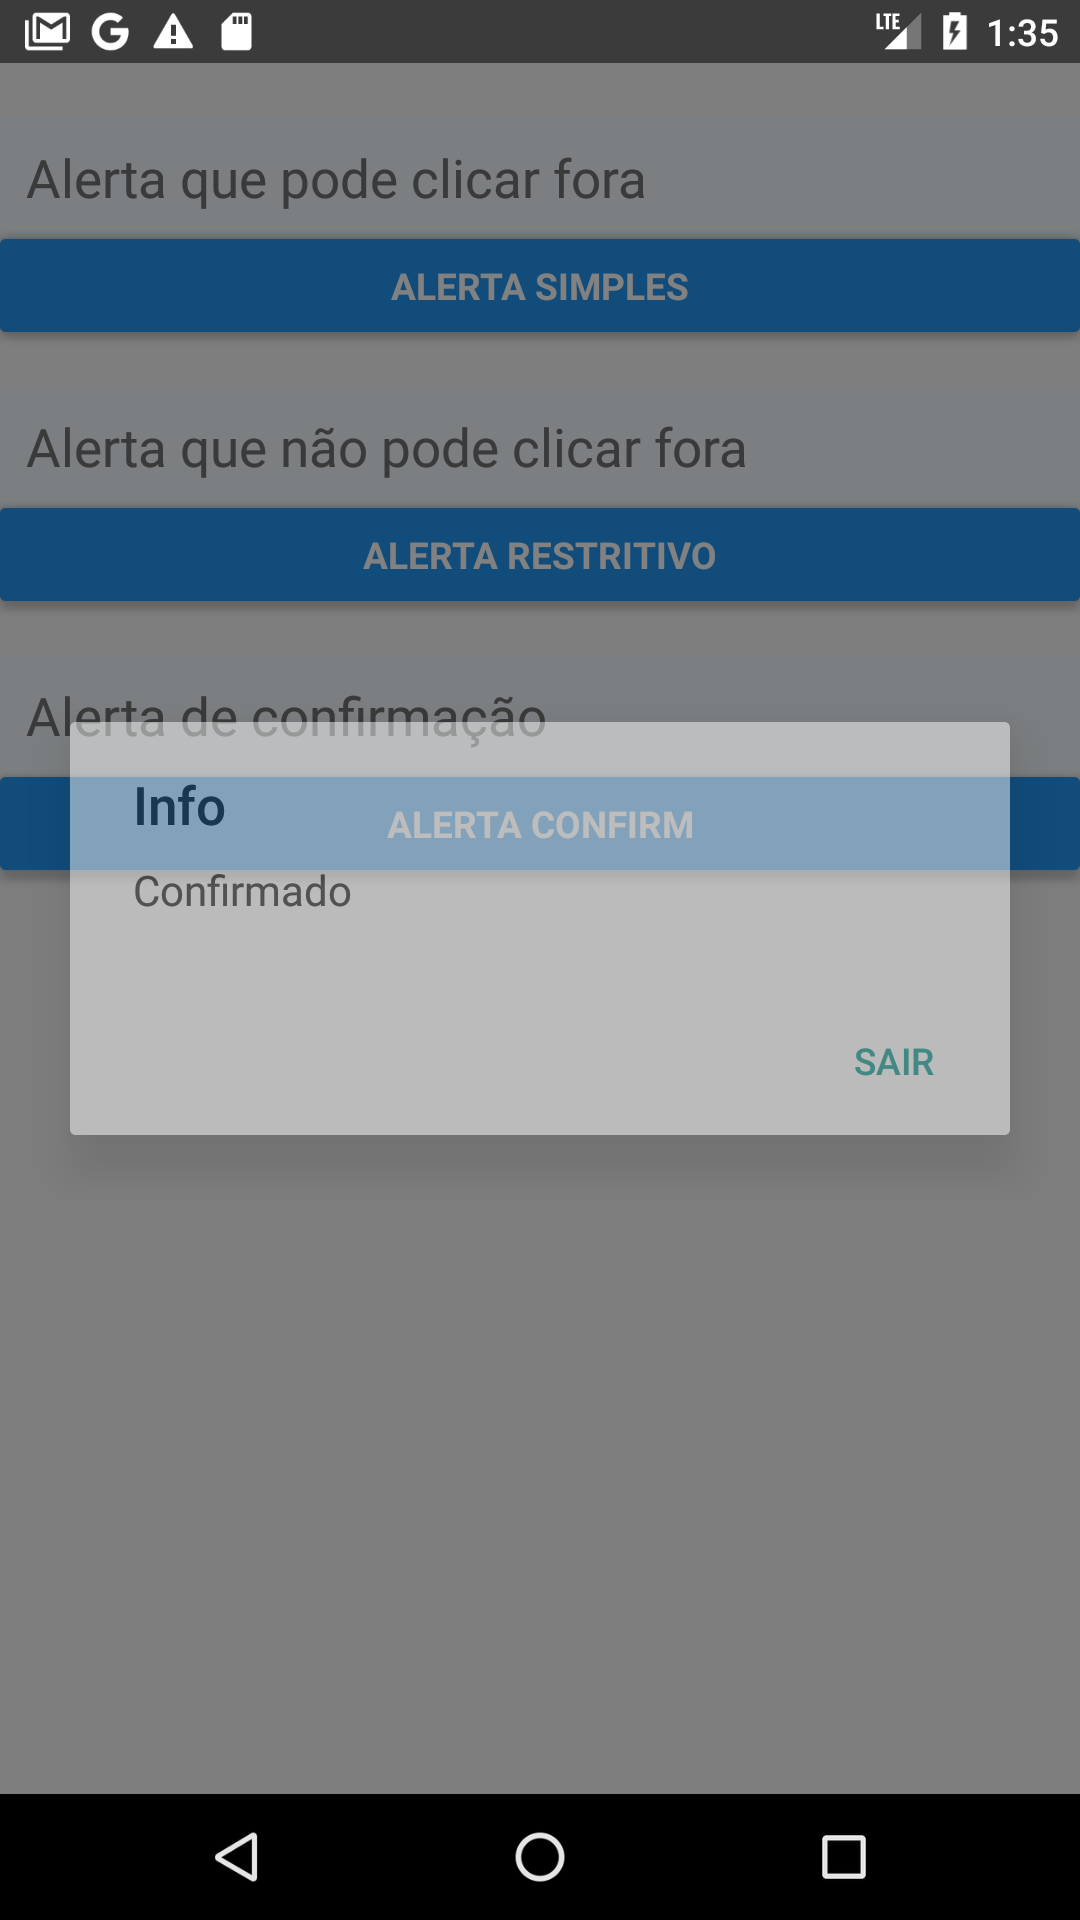 LTE 1:35
Alerta que pode clicar fora
ALERTA SIMPLES
Alerta que não pode clicar fora
ALERTA RESTRITIVO
Alerta de confirmação
Info
ALERTA CONFIRM
Confirmado
SAIR